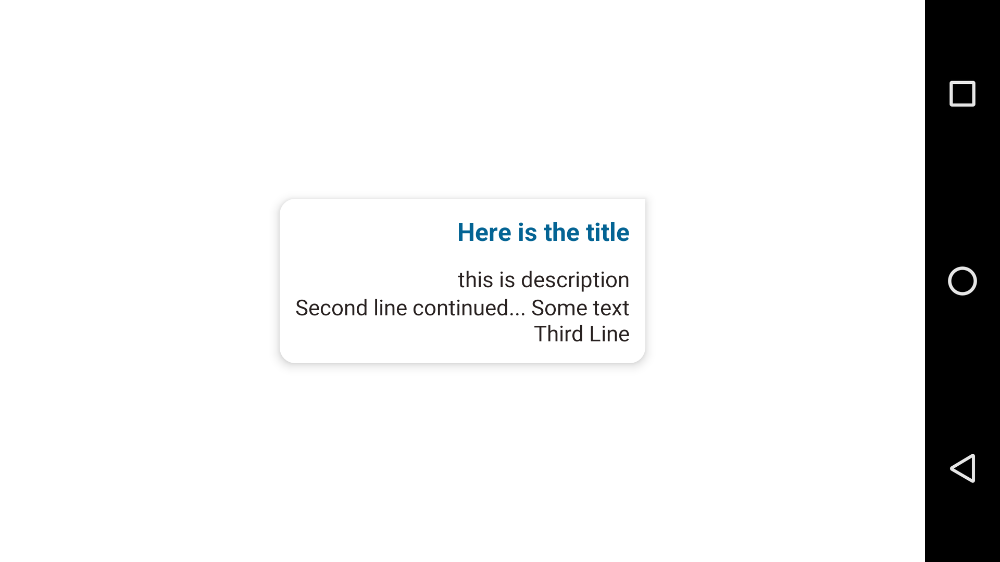 Here is the title
this is description
Second line continued... Some text
Third Line